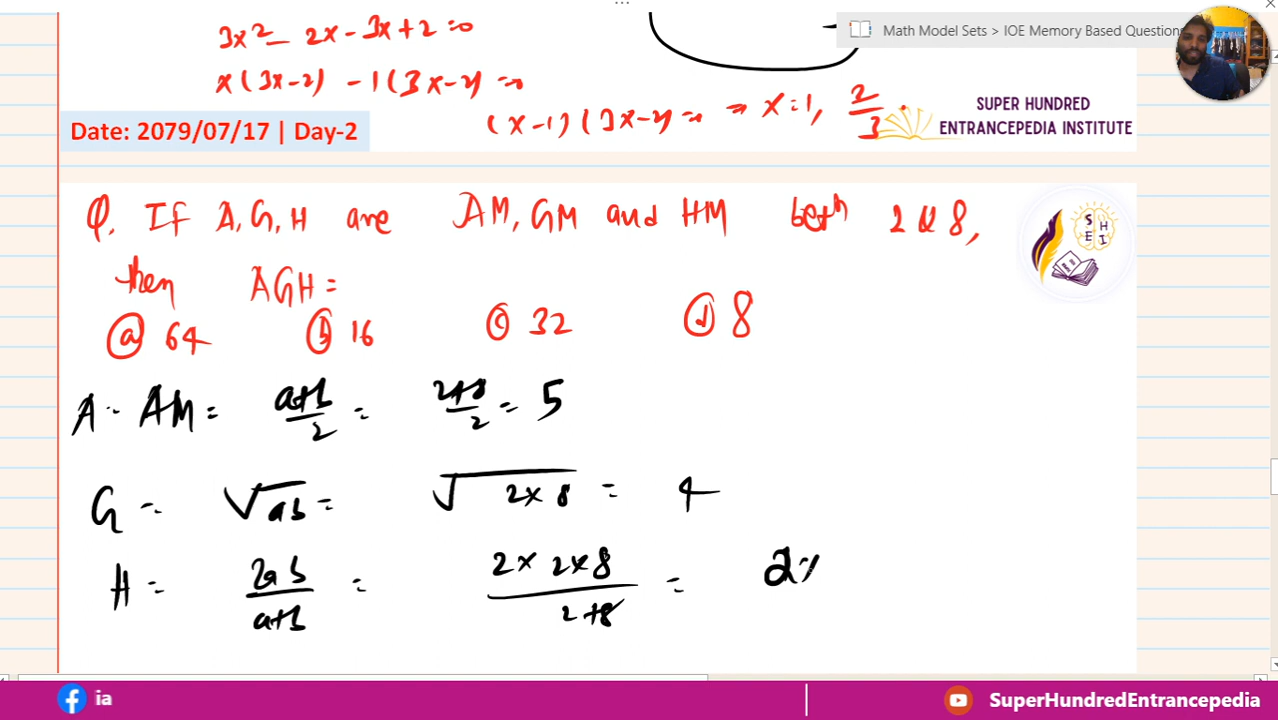 3x² - 2x - 3x + 2 = 0
Math Model Sets > IOE Memory Based Question
x(3x-2) - 1(3x-2) = 0
(x-1)(3x-2) = 0 ⇒ x = 1, 2/3
SUPER HUNDRED
ENTRANCEPEDIA INSTITUTE
Date: 2079/07/17 | Day-2
Q. If A, G, H are AM, GM and HM betn 2 & 8,
S H
E I
then AGH =
ⓐ 64 ⓑ 16 ⓒ 32 ⓓ 8
A = AM = a+b/2 = 2+8/2 = 5
G = √ab = √2×8 = 4
H = 2ab/a+b = 2×2×8/2+8 = 2
ia
SuperHundredEntrancepedia